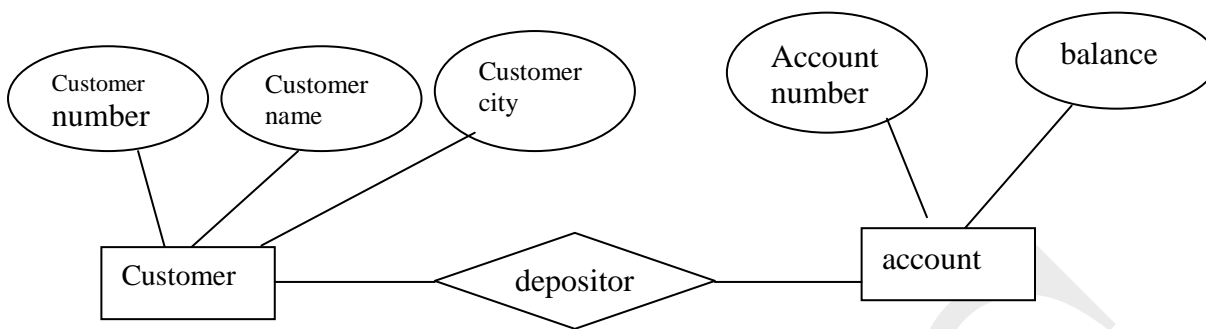 Customer
number
Customer
name
Customer
city
Account
number
balance
Customer
depositor
account